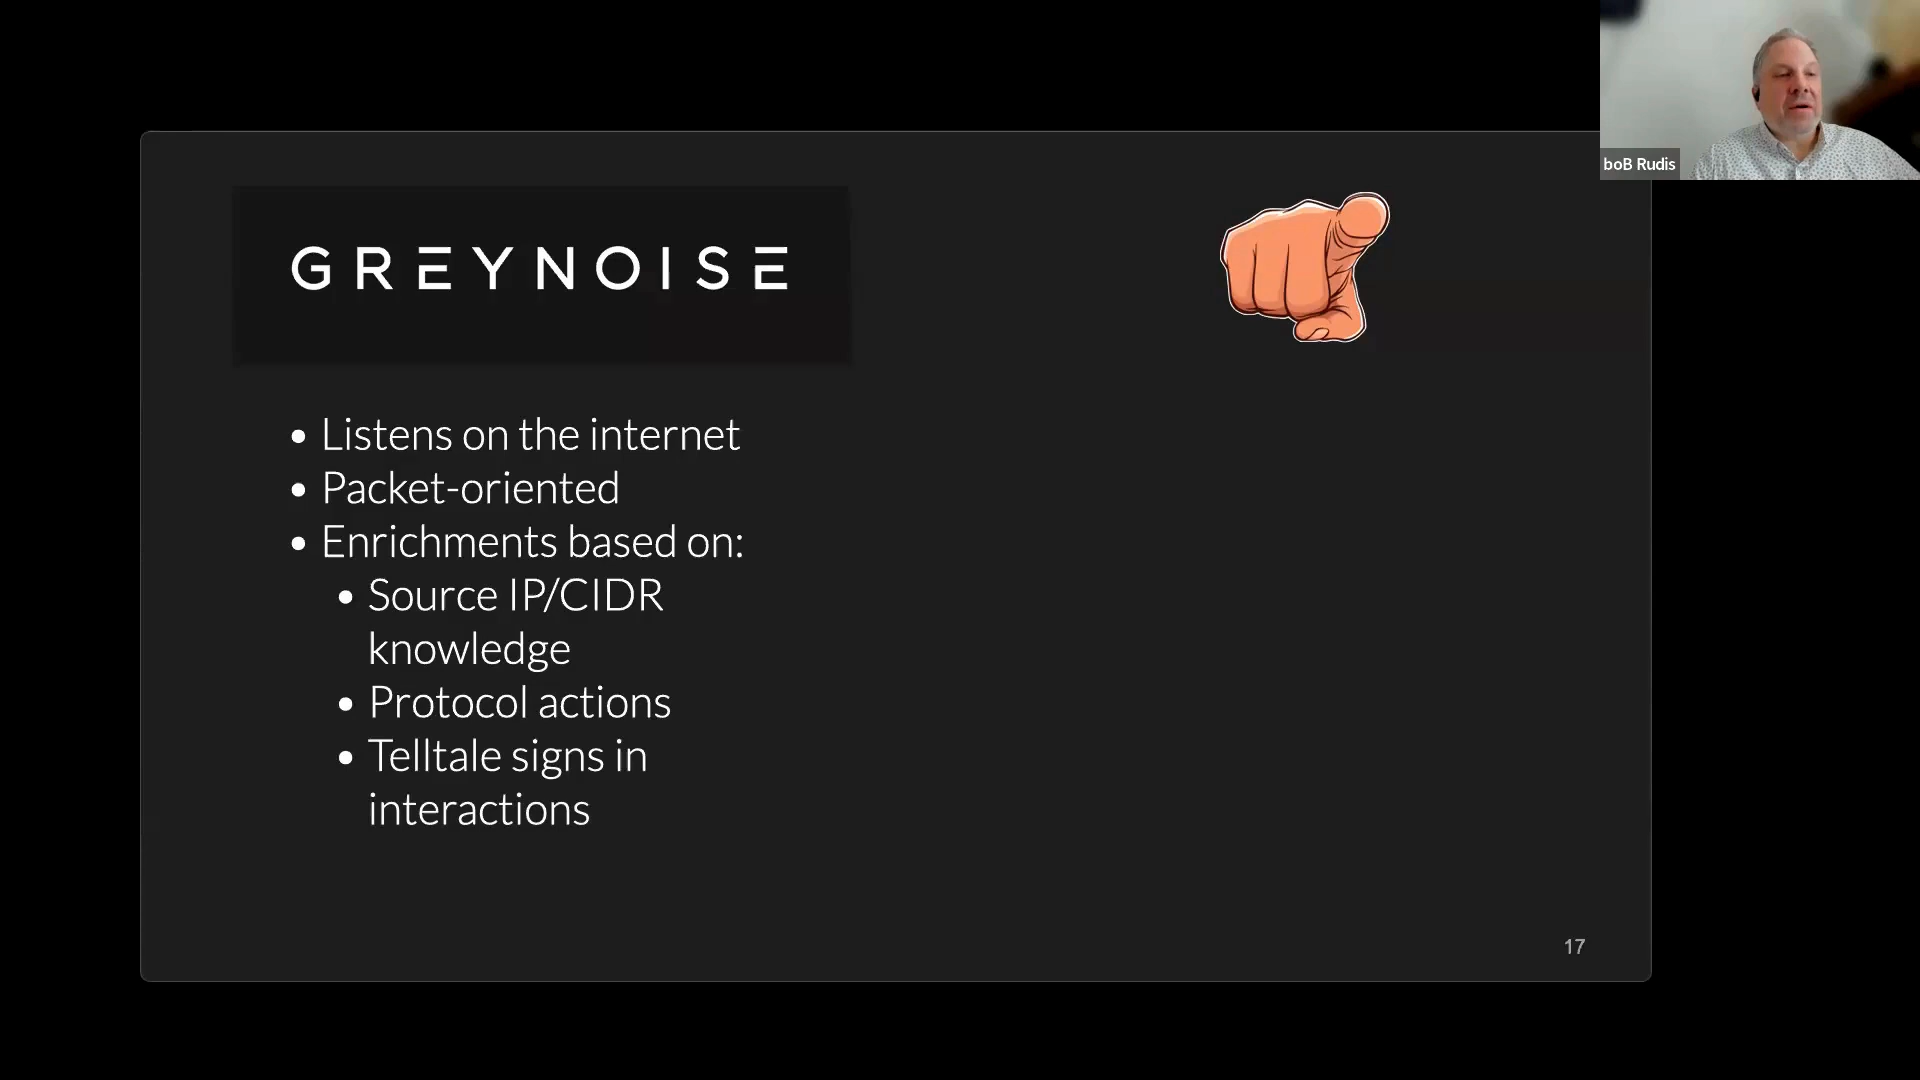 boB Rudis
GREYNOISE
• Listens on the internet
• Packet-oriented
• Enrichments based on:
• Source IP/CIDR
knowledge
• Protocol actions
• Telltale signs in
interactions
17